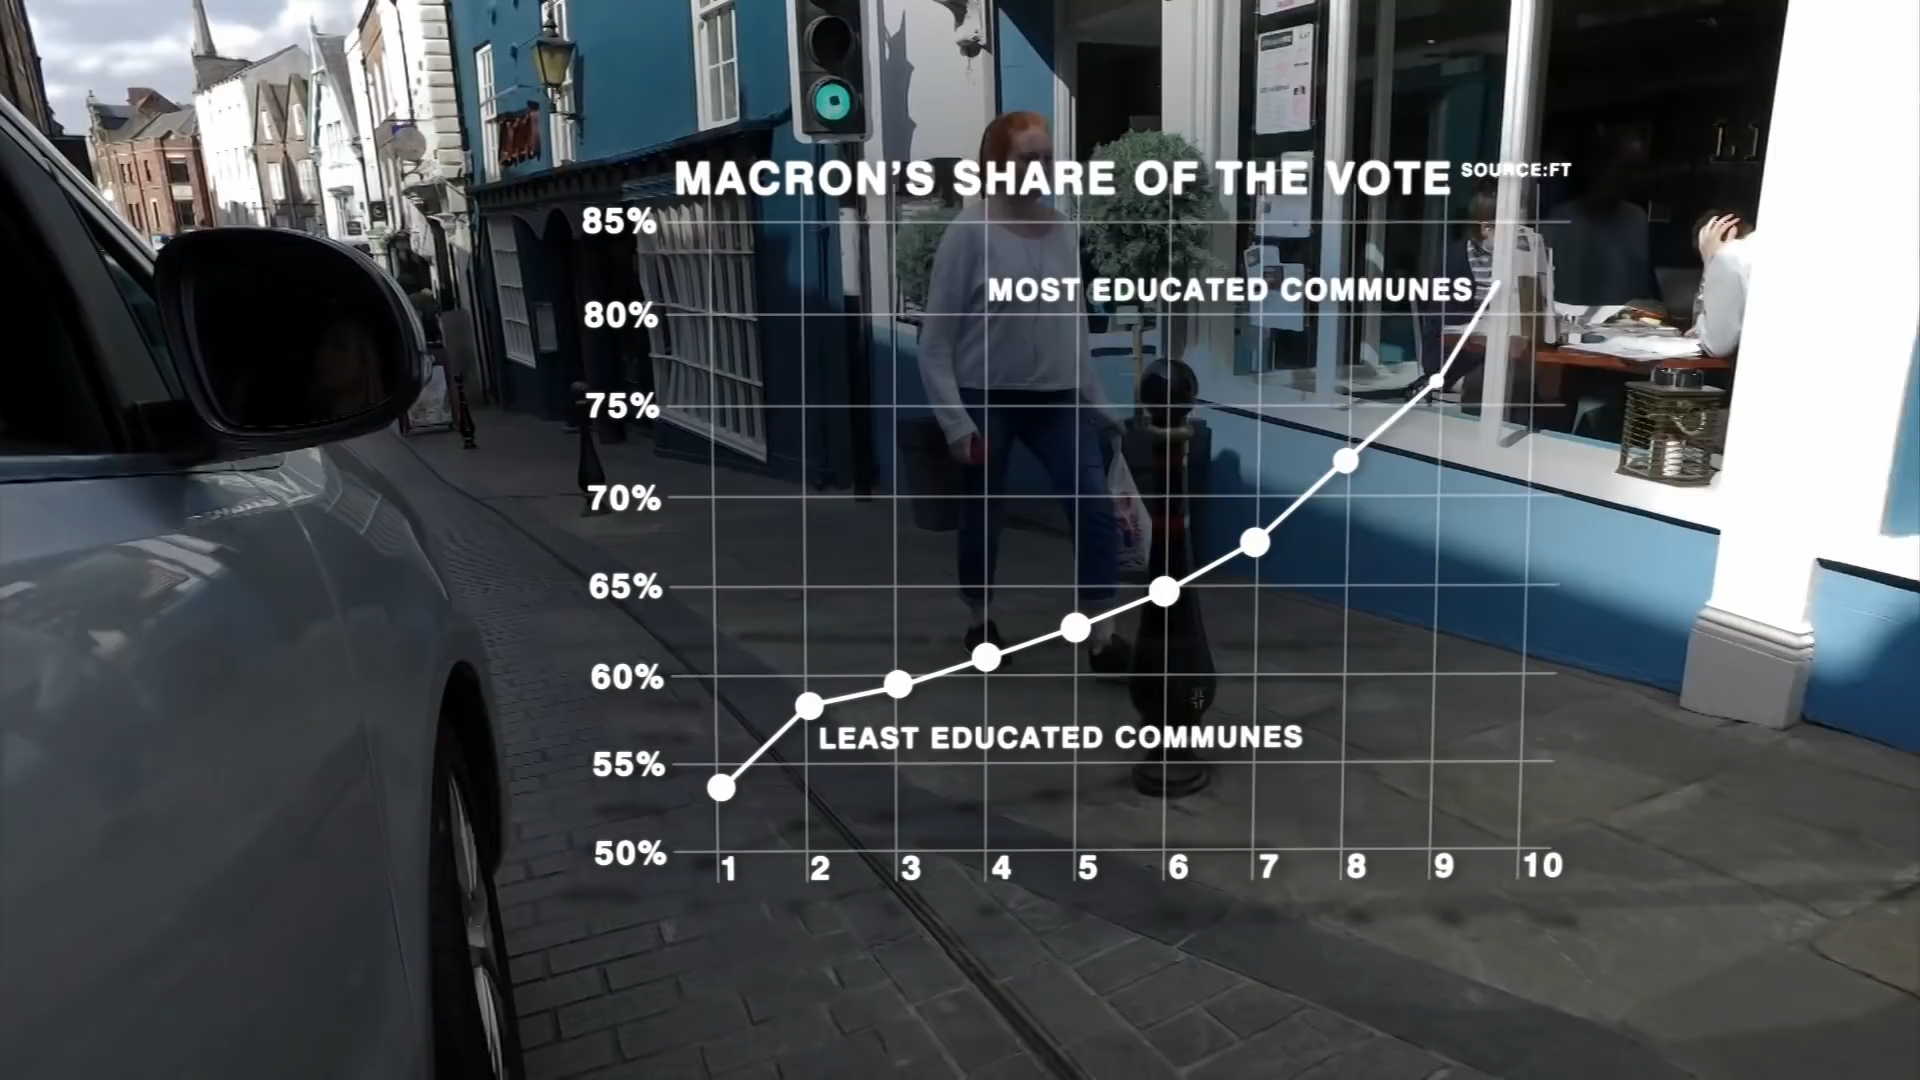 MACRON'S SHARE OF THE VOTE SOURCE:FT
85%
MOST EDUCATED COMMUNES
80%
75%
70%
65%
60%
LEAST EDUCATED COMMUNES
55%
50%
1 2 3 4 5 6 7 8 9 10